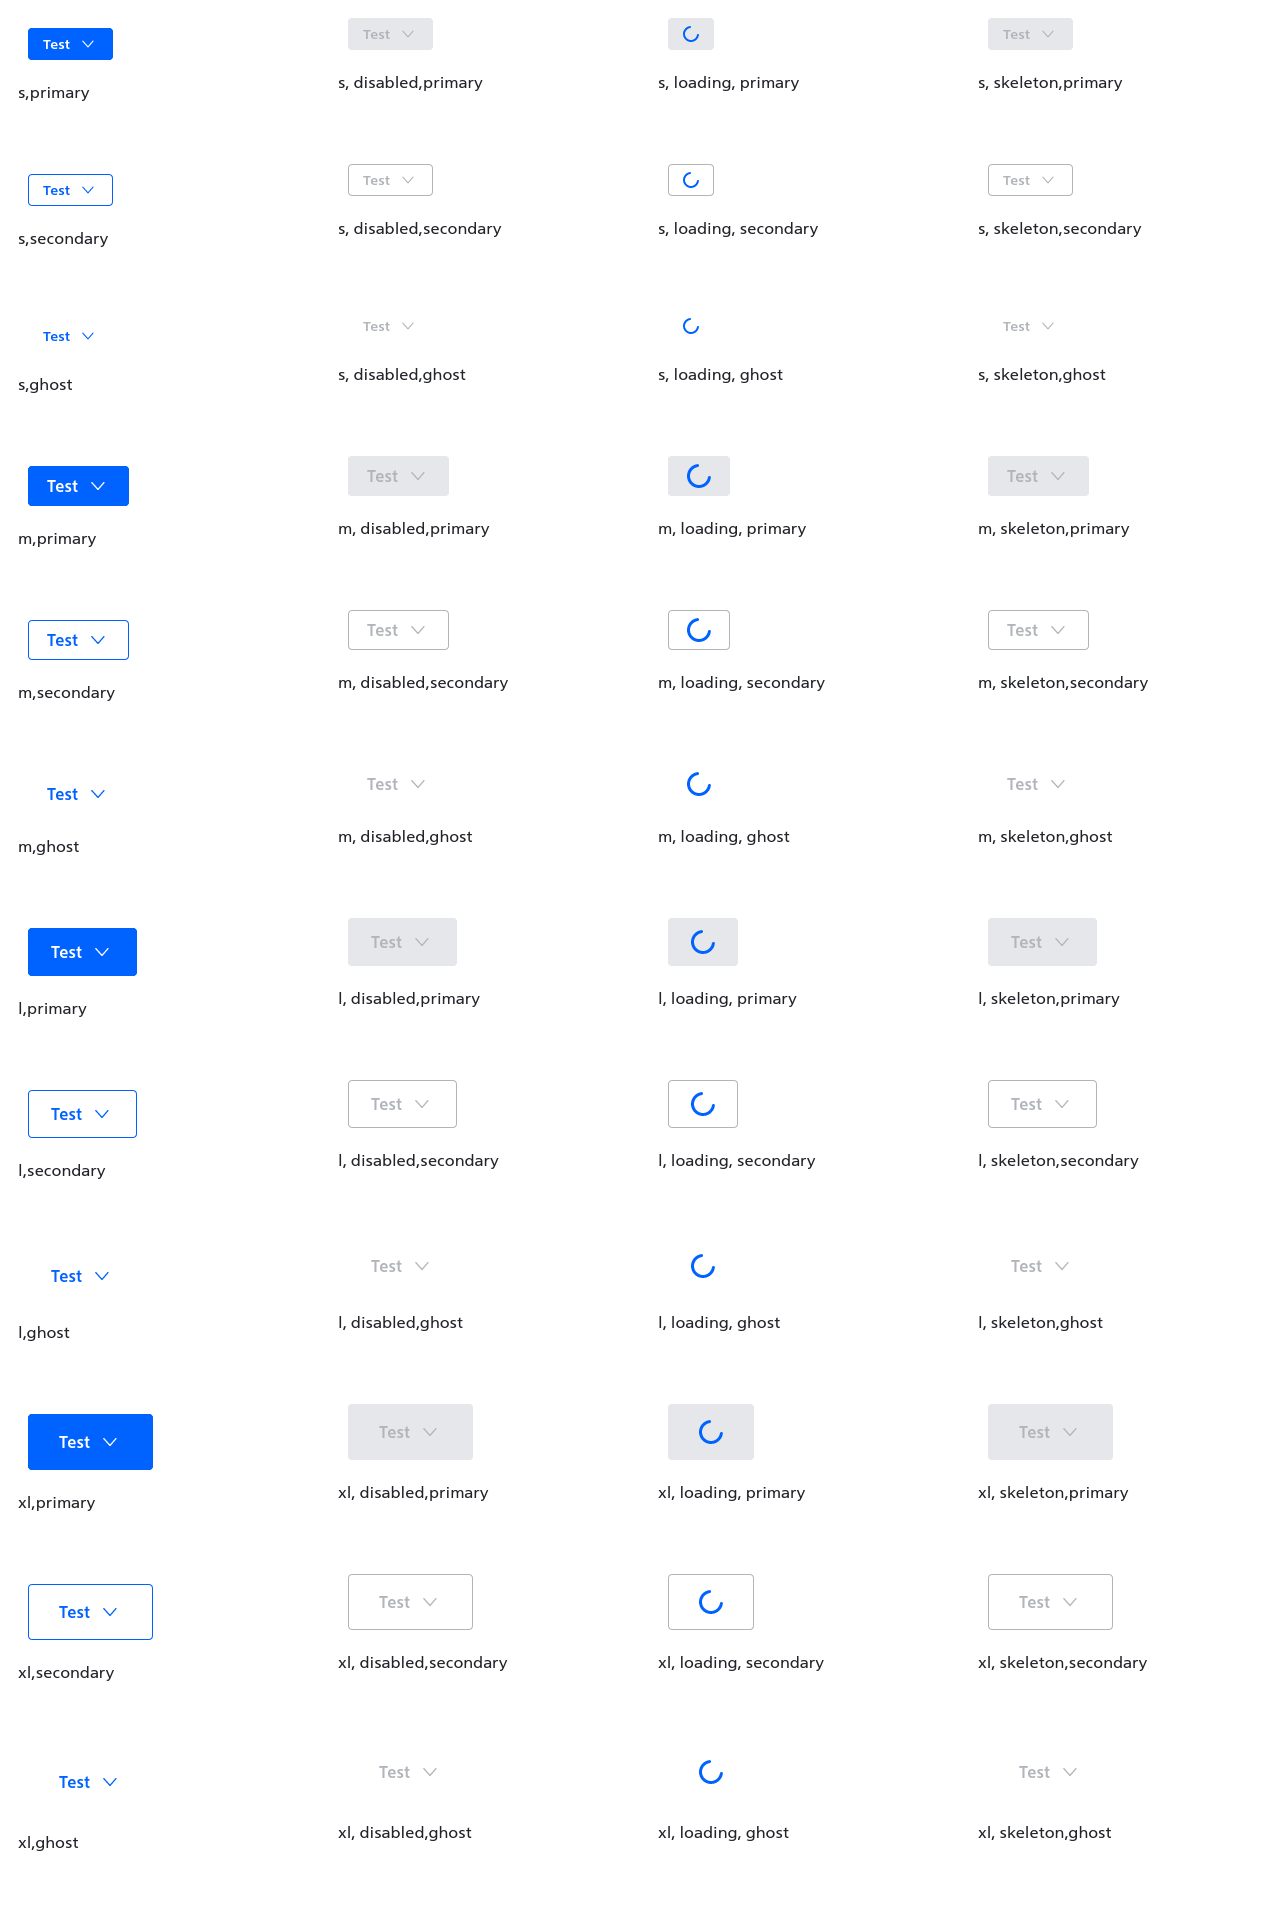 Test
Test
Test
s,primary
s, disabled,primary
s, loading, primary
s, skeleton,primary
Test
Test
Test
s,secondary
s, disabled,secondary
s, loading, secondary
s, skeleton,secondary
Test
Test
Test
s,ghost
s, disabled,ghost
s, loading, ghost
s, skeleton,ghost
Test
Test
Test
m,primary
m, disabled,primary
m, loading, primary
m, skeleton,primary
Test
Test
Test
m,secondary
m, disabled,secondary
m, loading, secondary
m, skeleton,secondary
Test
Test
Test
m,ghost
m, disabled,ghost
m, loading, ghost
m, skeleton,ghost
Test
Test
Test
l,primary
l, disabled,primary
l, loading, primary
l, skeleton,primary
Test
Test
Test
l,secondary
l, disabled,secondary
l, loading, secondary
l, skeleton,secondary
Test
Test
Test
l,ghost
l, disabled,ghost
l, loading, ghost
l, skeleton,ghost
Test
Test
Test
xl,primary
xl, disabled,primary
xl, loading, primary
xl, skeleton,primary
Test
Test
Test
xl,secondary
xl, disabled,secondary
xl, loading, secondary
xl, skeleton,secondary
Test
Test
Test
xl,ghost
xl, disabled,ghost
xl, loading, ghost
xl, skeleton,ghost